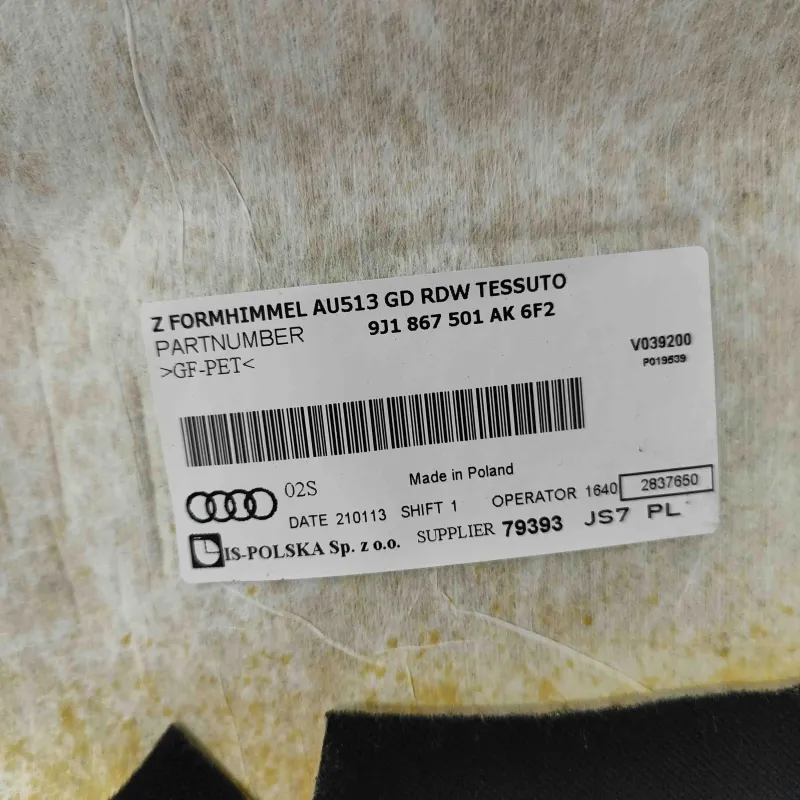 Z FORMHIMMEL AU513 GD RDW TESSUTO
PARTNUMBER 9J1 867 501 AK 6F2
>GF-PET<
V039200
P019539
02S Made in Poland
DATE 210113 SHIFT 1 OPERATOR 1640 2837650
IS-POLSKA Sp. z o.o. SUPPLIER 79393 JS7 PL